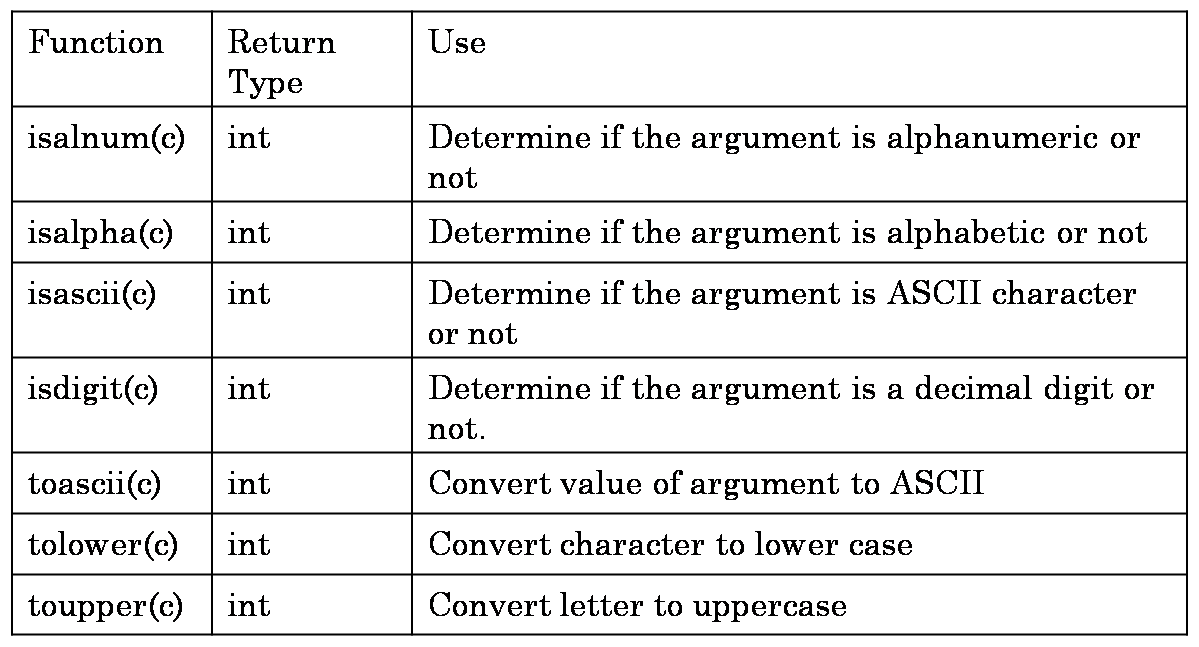 Function Return Type Use
isalnum(c) int Determine if the argument is alphanumeric or not
isalpha(c) int Determine if the argument is alphabetic or not
isascii(c) int Determine if the argument is ASCII character or not
isdigit(c) int Determine if the argument is a decimal digit or not.
toascii(c) int Convert value of argument to ASCII
tolower(c) int Convert character to lower case
toupper(c) int Convert letter to uppercase